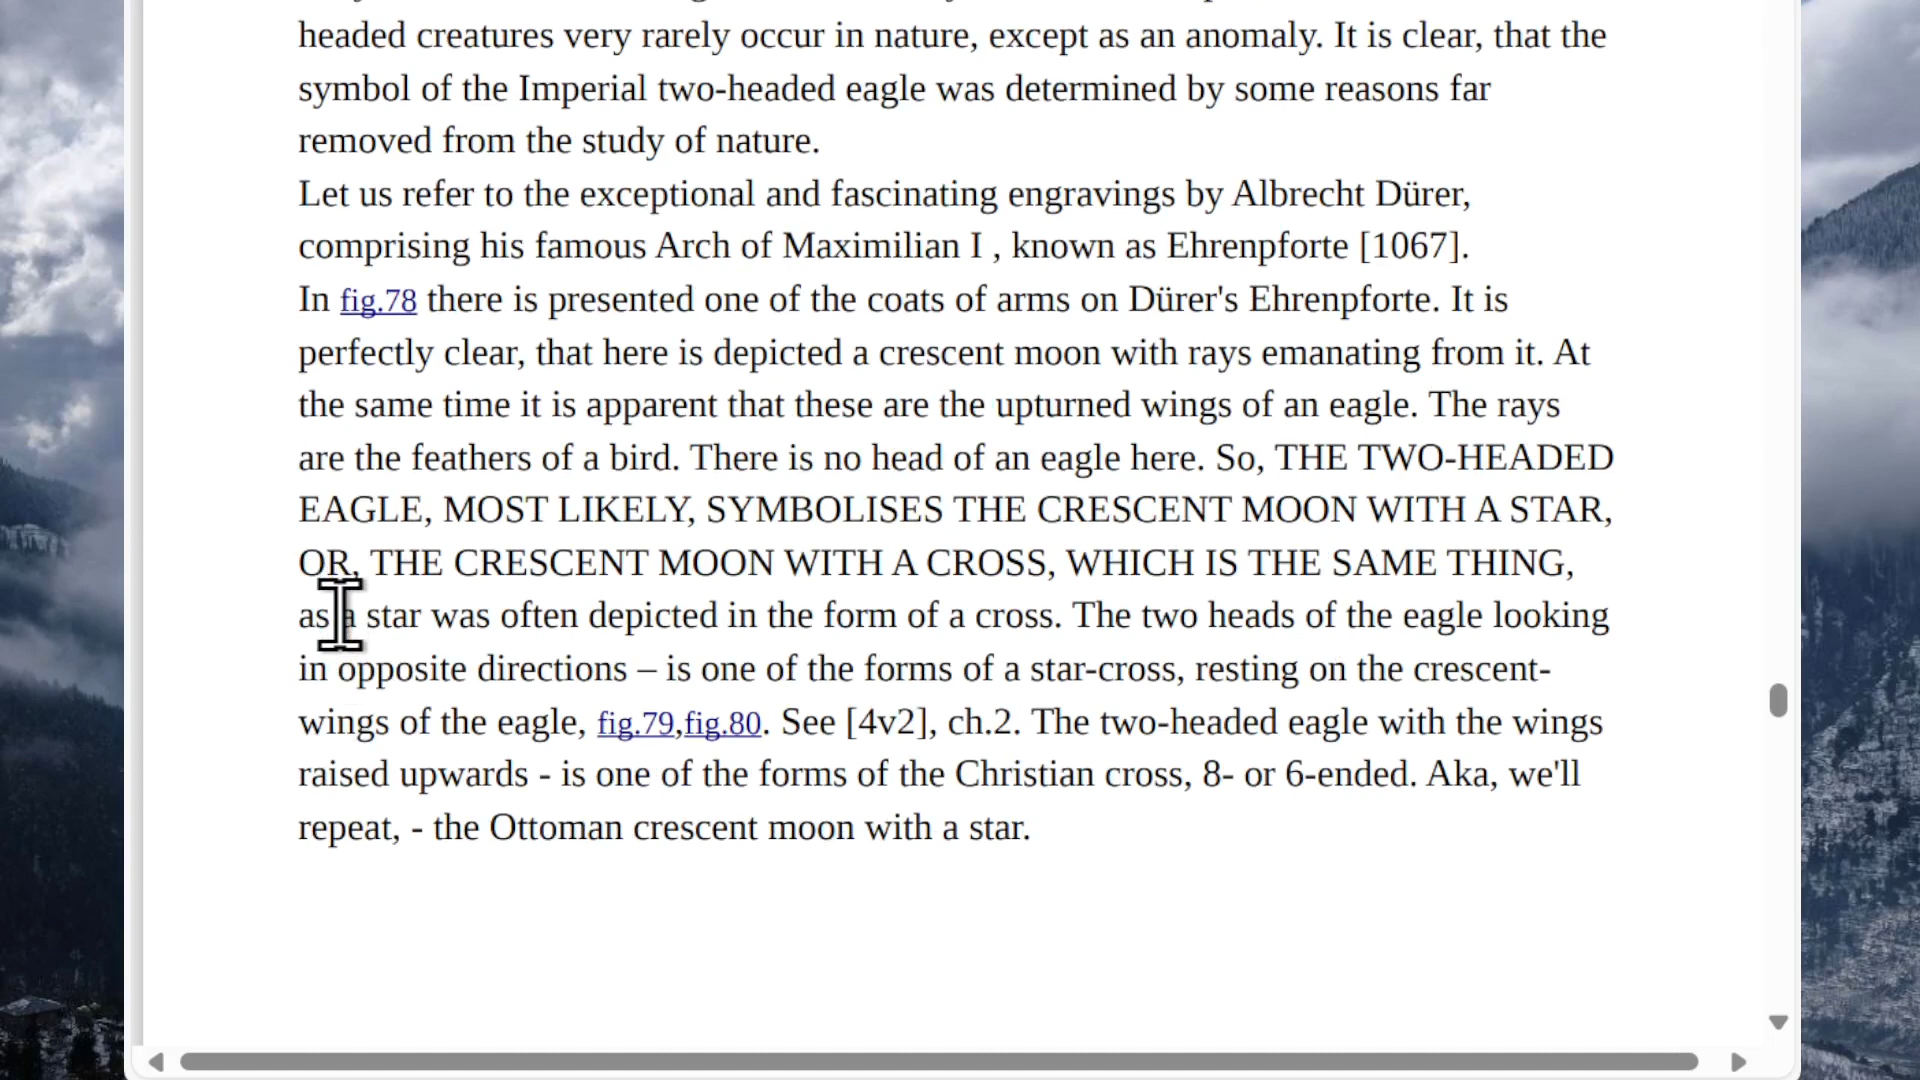 headed creatures very rarely occur in nature, except as an anomaly. It is clear, that the
symbol of the Imperial two-headed eagle was determined by some reasons far
removed from the study of nature.
Let us refer to the exceptional and fascinating engravings by Albrecht Dürer,
comprising his famous Arch of Maximilian I , known as Ehrenpforte [1067].
In fig.78 there is presented one of the coats of arms on Dürer's Ehrenpforte. It is
perfectly clear, that here is depicted a crescent moon with rays emanating from it. At
the same time it is apparent that these are the upturned wings of an eagle. The rays
are the feathers of a bird. There is no head of an eagle here. So, THE TWO-HEADED
EAGLE, MOST LIKELY, SYMBOLISES THE CRESCENT MOON WITH A STAR,
OR, THE CRESCENT MOON WITH A CROSS, WHICH IS THE SAME THING,
as a star was often depicted in the form of a cross. The two heads of the eagle looking
in opposite directions – is one of the forms of a star-cross, resting on the crescent-
wings of the eagle, fig.79,fig.80. See [4v2], ch.2. The two-headed eagle with the wings
raised upwards - is one of the forms of the Christian cross, 8- or 6-ended. Aka, we'll
repeat, - the Ottoman crescent moon with a star.